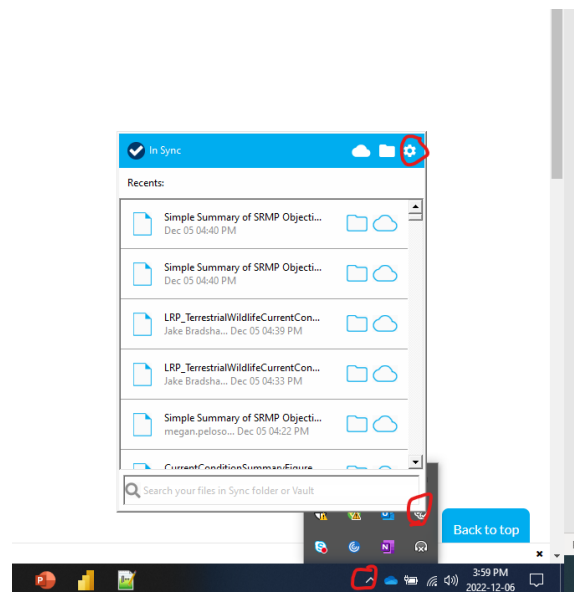 In Sync
Recents:
Simple Summary of SRMP Objecti...
Dec 05 04:40 PM
Simple Summary of SRMP Objecti...
Dec 05 04:40 PM
LRP_TerrestrialWildlifeCurrentCon...
Jake Bradsha... Dec 05 04:39 PM
LRP_TerrestrialWildlifeCurrentCon...
Jake Bradsha... Dec 05 04:33 PM
Simple Summary of SRMP Objecti...
megan.peloso... Dec 05 04:22 PM
CurrentConditionSummaryFigure
Search your files in Sync folder or Vault
Back to top
3:59 PM
2022-12-06